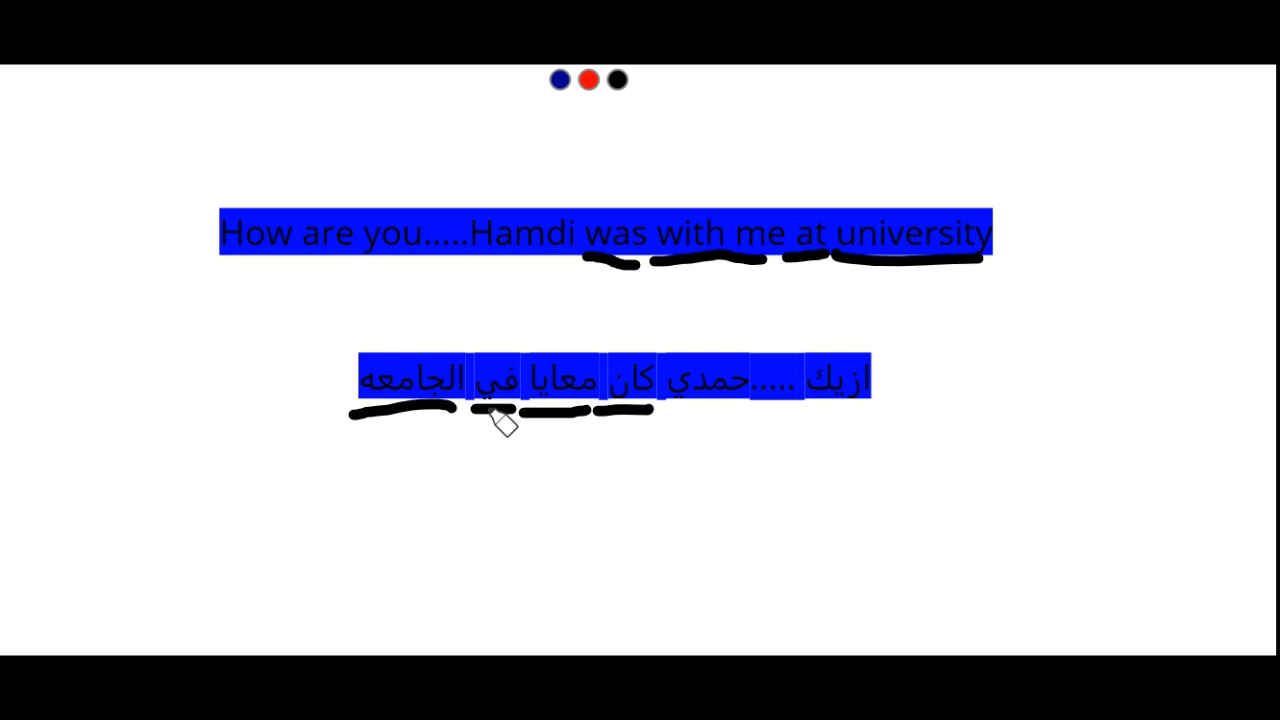 How are you.....Hamdi was with me at university
ازيك .....حمدي كان معايا في الجامعه